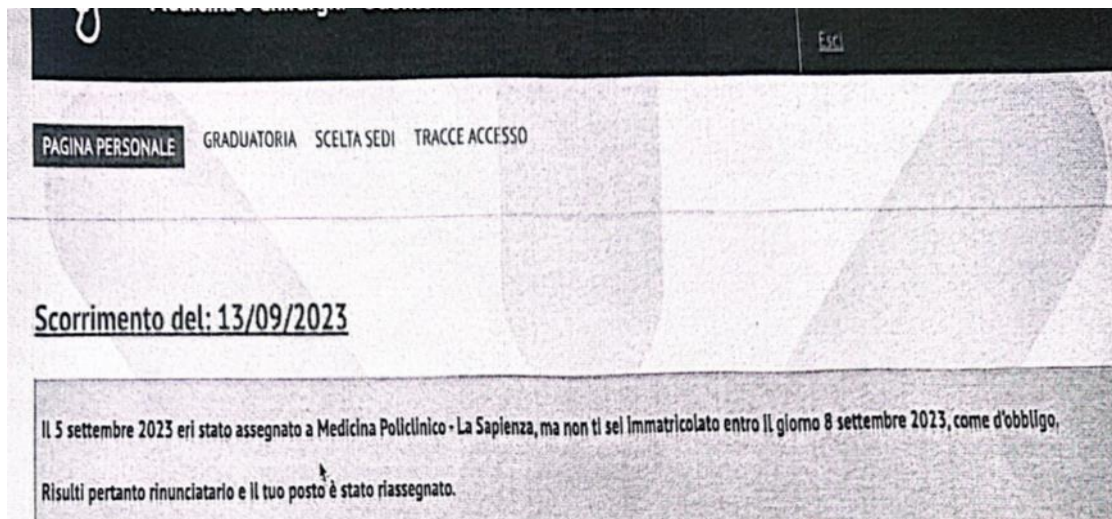 Esci
PAGINA PERSONALE GRADUATORIA SCELTA SEDI TRACCE ACCESSO
Scorrimento del: 13/09/2023
Il 5 settembre 2023 eri stato assegnato a Medicina Policlinico - La Sapienza, ma non ti sei immatricolato entro il giorno 8 settembre 2023, come d'obbligo.
Risulti pertanto rinunciatario e il tuo posto è stato riassegnato.